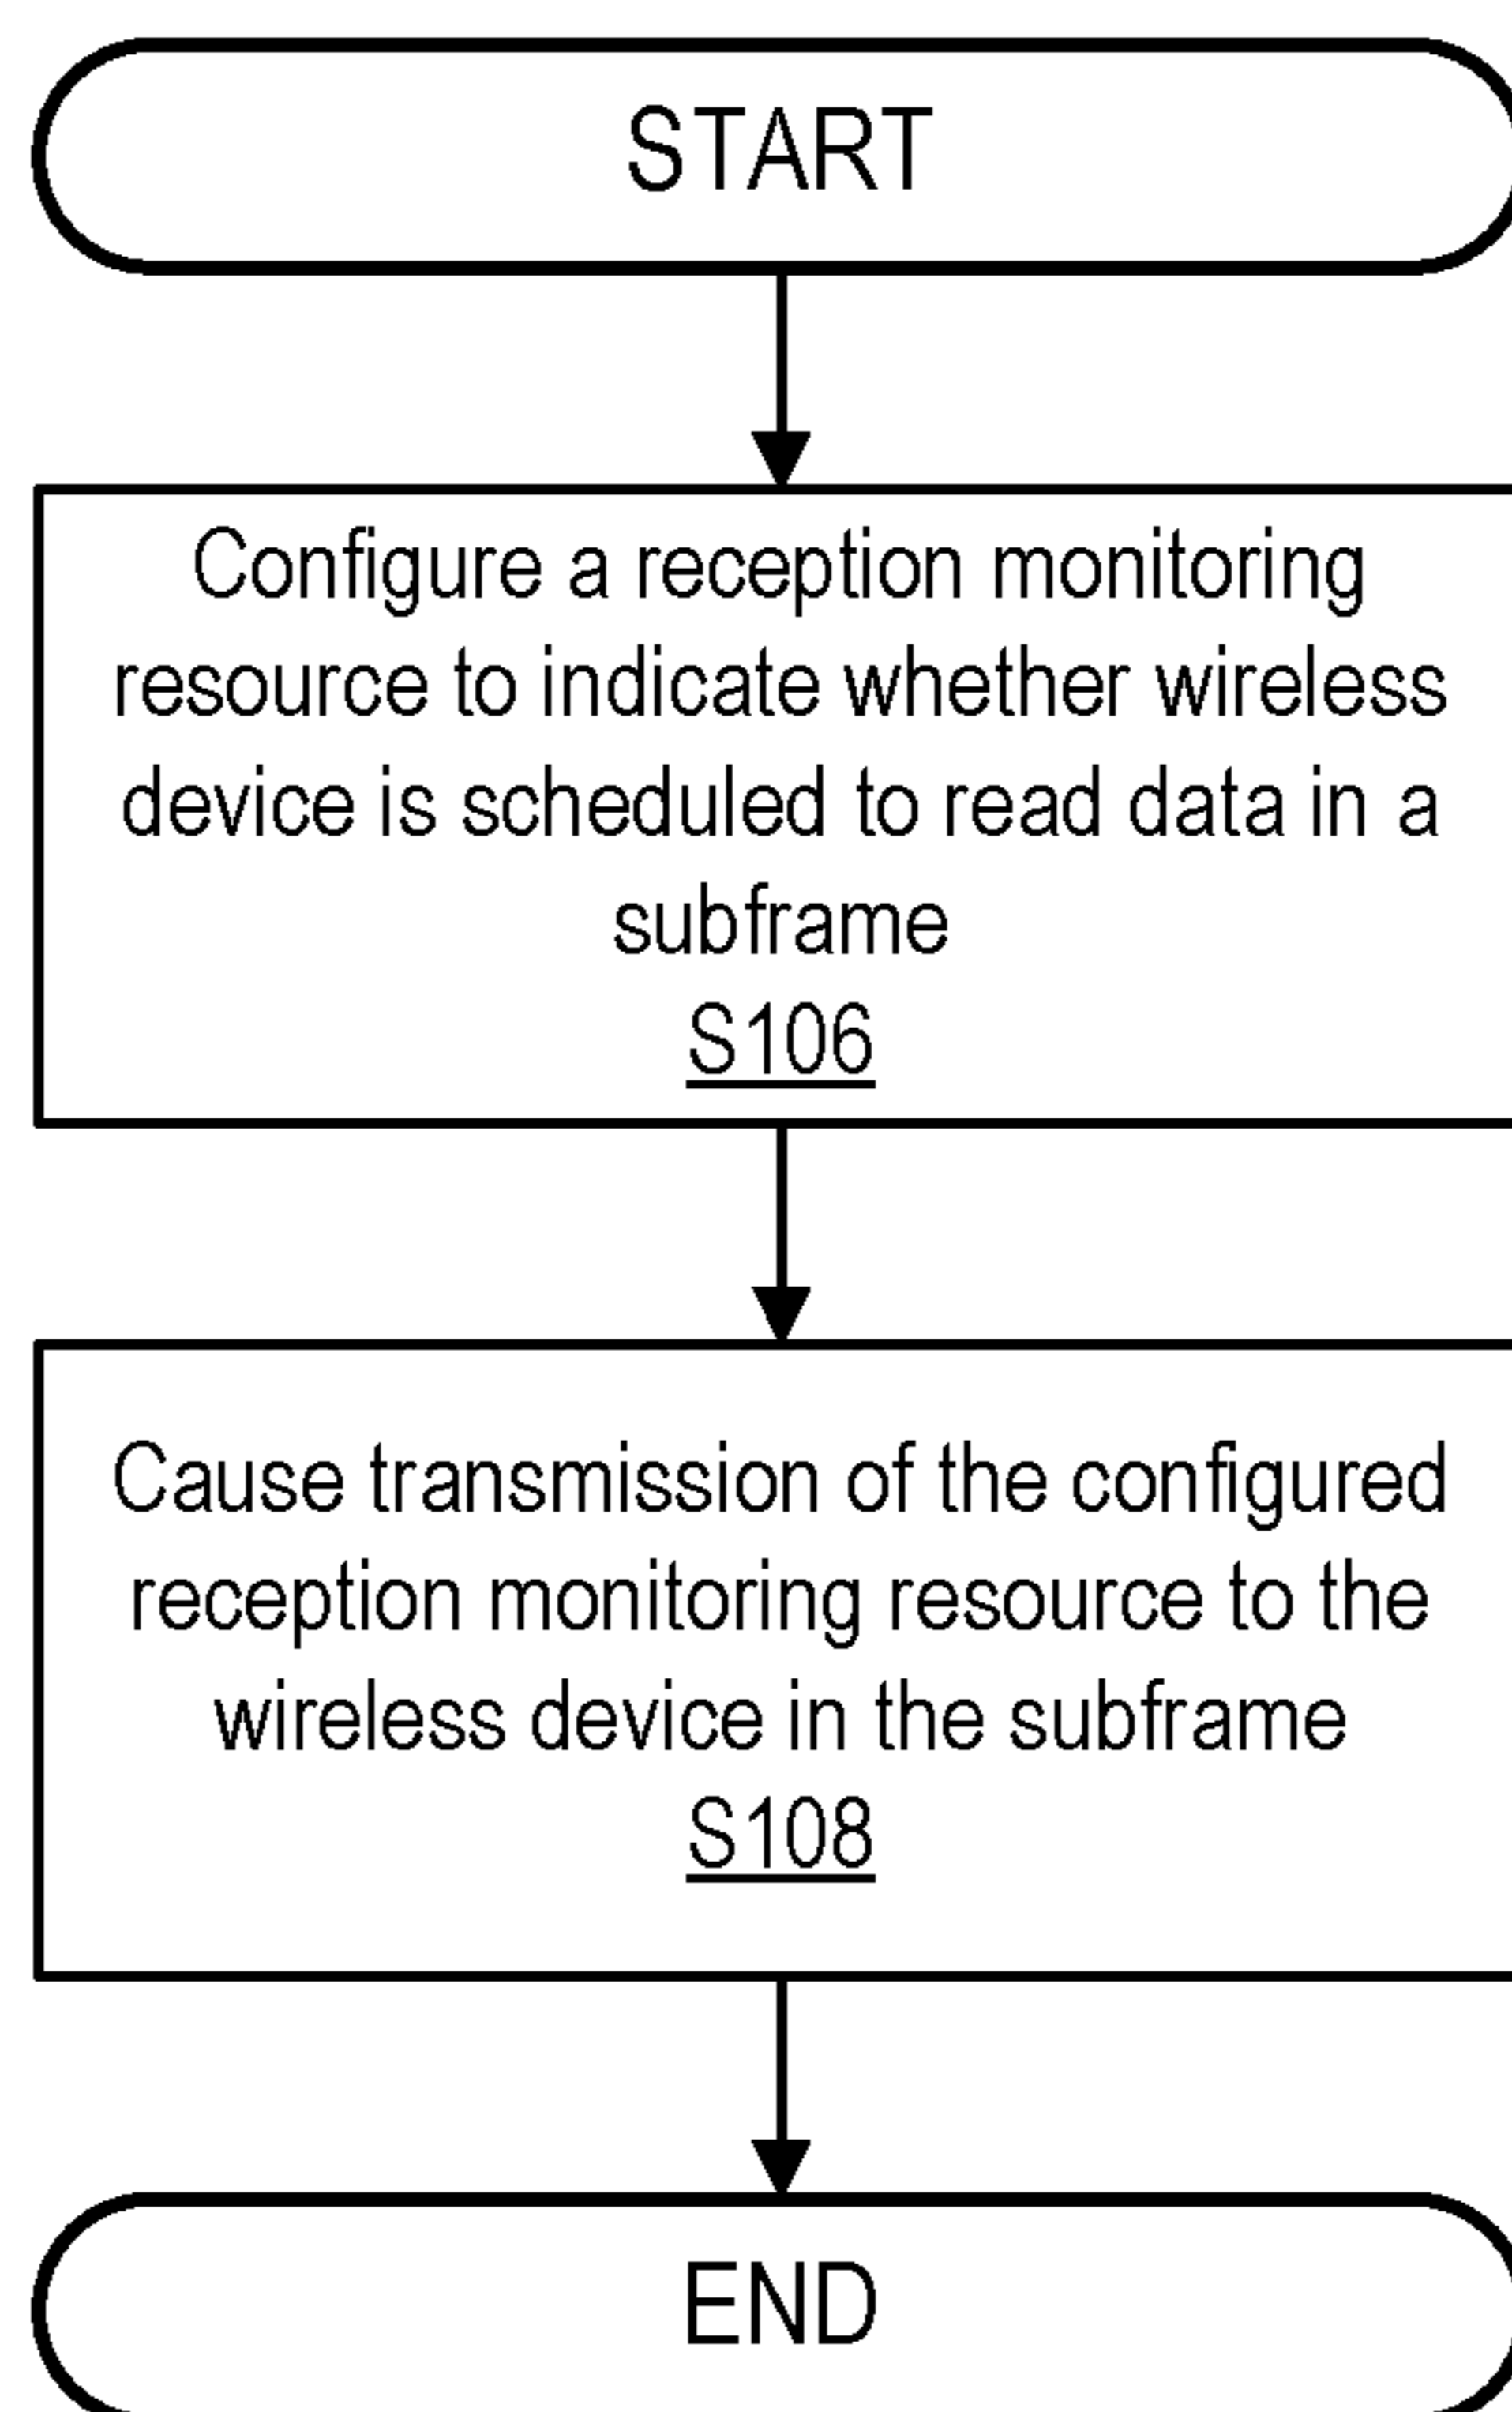 START
Configure a reception monitoring
resource to indicate whether wireless
device is scheduled to read data in a
subframe
S106
Cause transmission of the configured
reception monitoring resource to the
wireless device in the subframe
S108
END